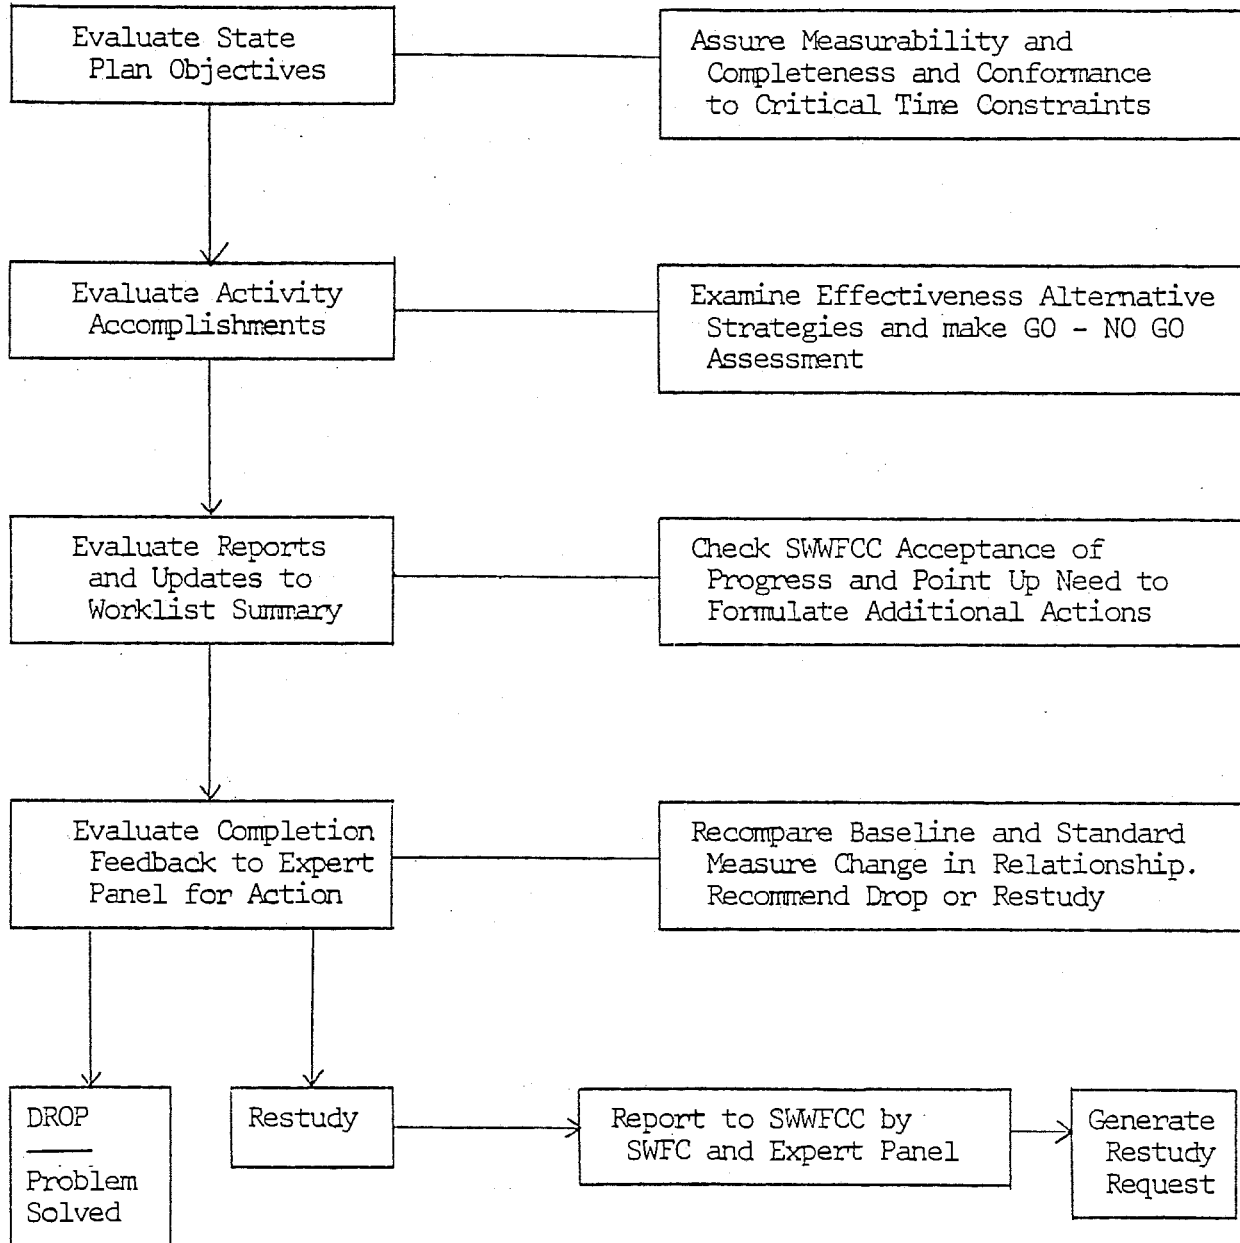 Evaluate State
Plan Objectives
Assure Measurability and
Completeness and Conformance
to Critical Time Constraints
Evaluate Activity
Accomplishments
Examine Effectiveness Alternative
Strategies and make GO - NO GO
Assessment
Evaluate Reports
and Updates to
Worklist Summary
Check SWWFCC Acceptance of
Progress and Point Up Need to
Formulate Additional Actions
Evaluate Completion
Feedback to Expert
Panel for Action
Recompare Baseline and Standard
Measure Change in Relationship.
Recommend Drop or Restudy
DROP
Problem
Solved
Restudy
Report to SWWFCC by
SWFC and Expert Panel
Generate
Restudy
Request